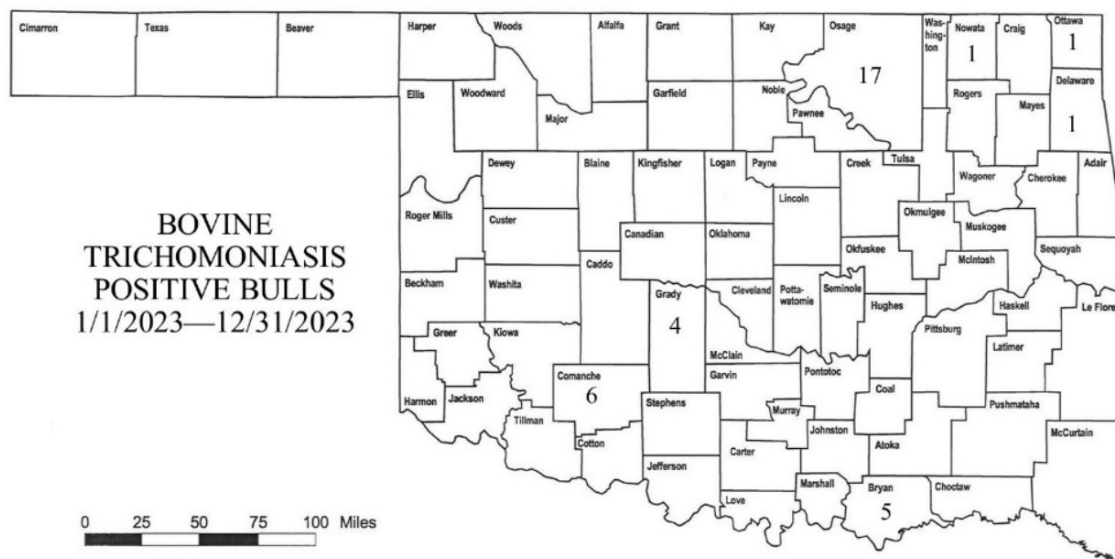 Cimarron
Texas
Beaver
Harper
Woods
Alfalfa
Grant
Kay
Osage
Wash-
ington
Nowata
Craig
Ottawa
17
1
1
Ellis
Woodward
Major
Garfield
Noble
Pawnee
Rogers
Mayes
Delaware
1
Dewey
Blaine
Kingfisher
Logan
Payne
Creek
Tulsa
Wagoner
Cherokee
Adair
Roger Mills
Custer
Canadian
Oklahoma
Lincoln
Okmulgee
Muskogee
Sequoyah
BOVINE
TRICHOMONIASIS
POSITIVE BULLS
1/1/2023—12/31/2023
Beckham
Washita
Caddo
Grady
4
Cleveland
Potta-
watomie
Seminole
Okfuskee
McIntosh
Hughes
Haskell
Le Flore
Greer
Kiowa
McClain
Pittsburg
Latimer
Harmon
Jackson
Comanche
6
Garvin
Pontotoc
Coal
Tillman
Stephens
Murray
Johnston
Atoka
Pushmataha
McCurtain
Cotton
Jefferson
Carter
Love
Marshall
Bryan
5
Choctaw
0 25 50 75 100 Miles